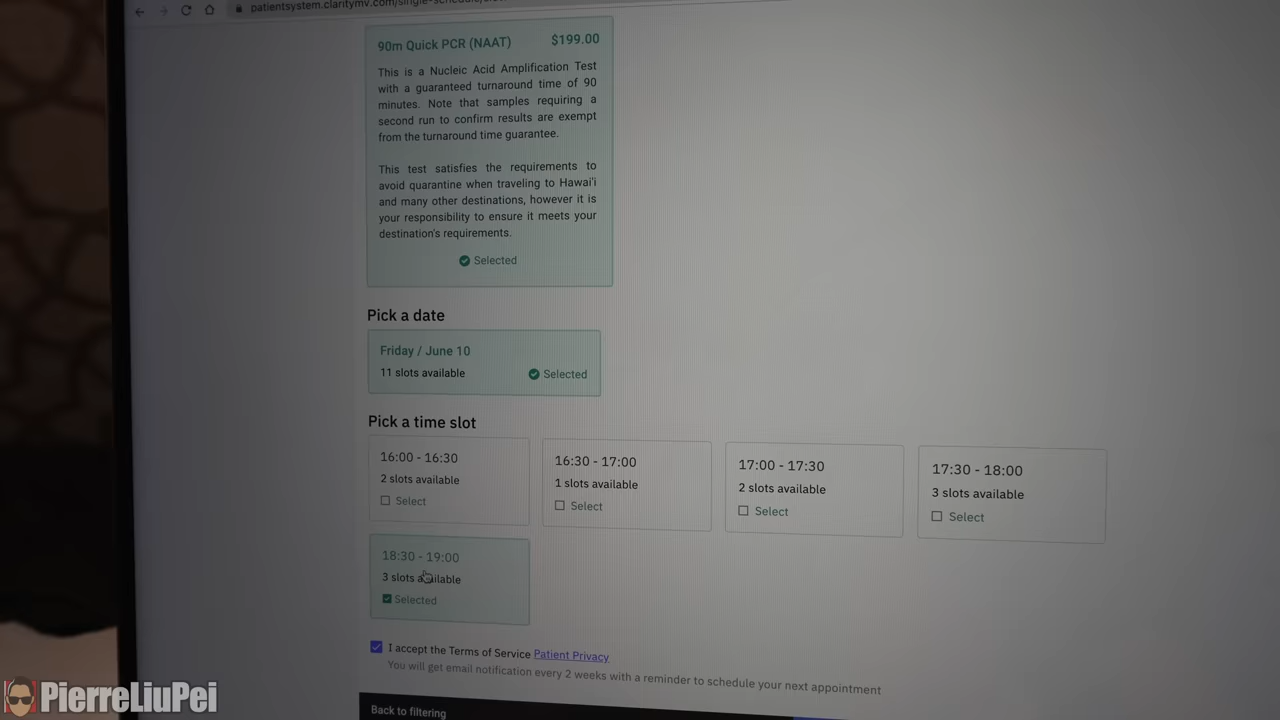 patientsystem.claritymv.com/single-schedule/
90m Quick PCR (NAAT) $199.00
This is a Nucleic Acid Amplification Test
with a guaranteed turnaround time of 90
minutes. Note that samples requiring a
second run to confirm results are exempt
from the turnaround time guarantee.
This test satisfies the requirements to
avoid quarantine when traveling to Hawai'i
and many other destinations, however it is
your responsibility to ensure it meets your
destination's requirements.
Selected
Pick a date
Friday / June 10
11 slots available
Selected
Pick a time slot
16:00 - 16:30
2 slots available
Select
16:30 - 17:00
1 slots available
Select
17:00 - 17:30
2 slots available
Select
17:30 - 18:00
3 slots available
Select
18:30 - 19:00
3 slots available
Selected
I accept the Terms of Service Patient Privacy
You will get email notification every 2 weeks with a reminder to schedule your next appointment
Back to filtering
PierreLiuPei